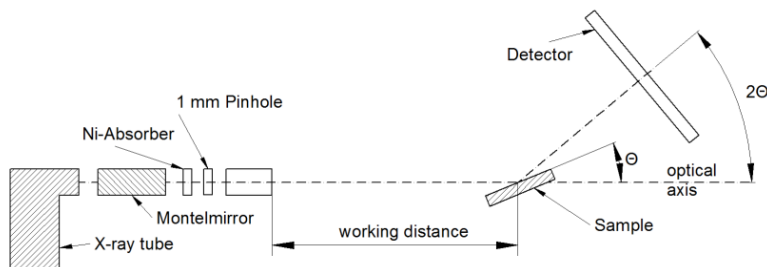 Detector
1 mm Pinhole
2Θ
Ni-Absorber
Θ
optical
axis
Montelmirror
Sample
working distance
X-ray tube